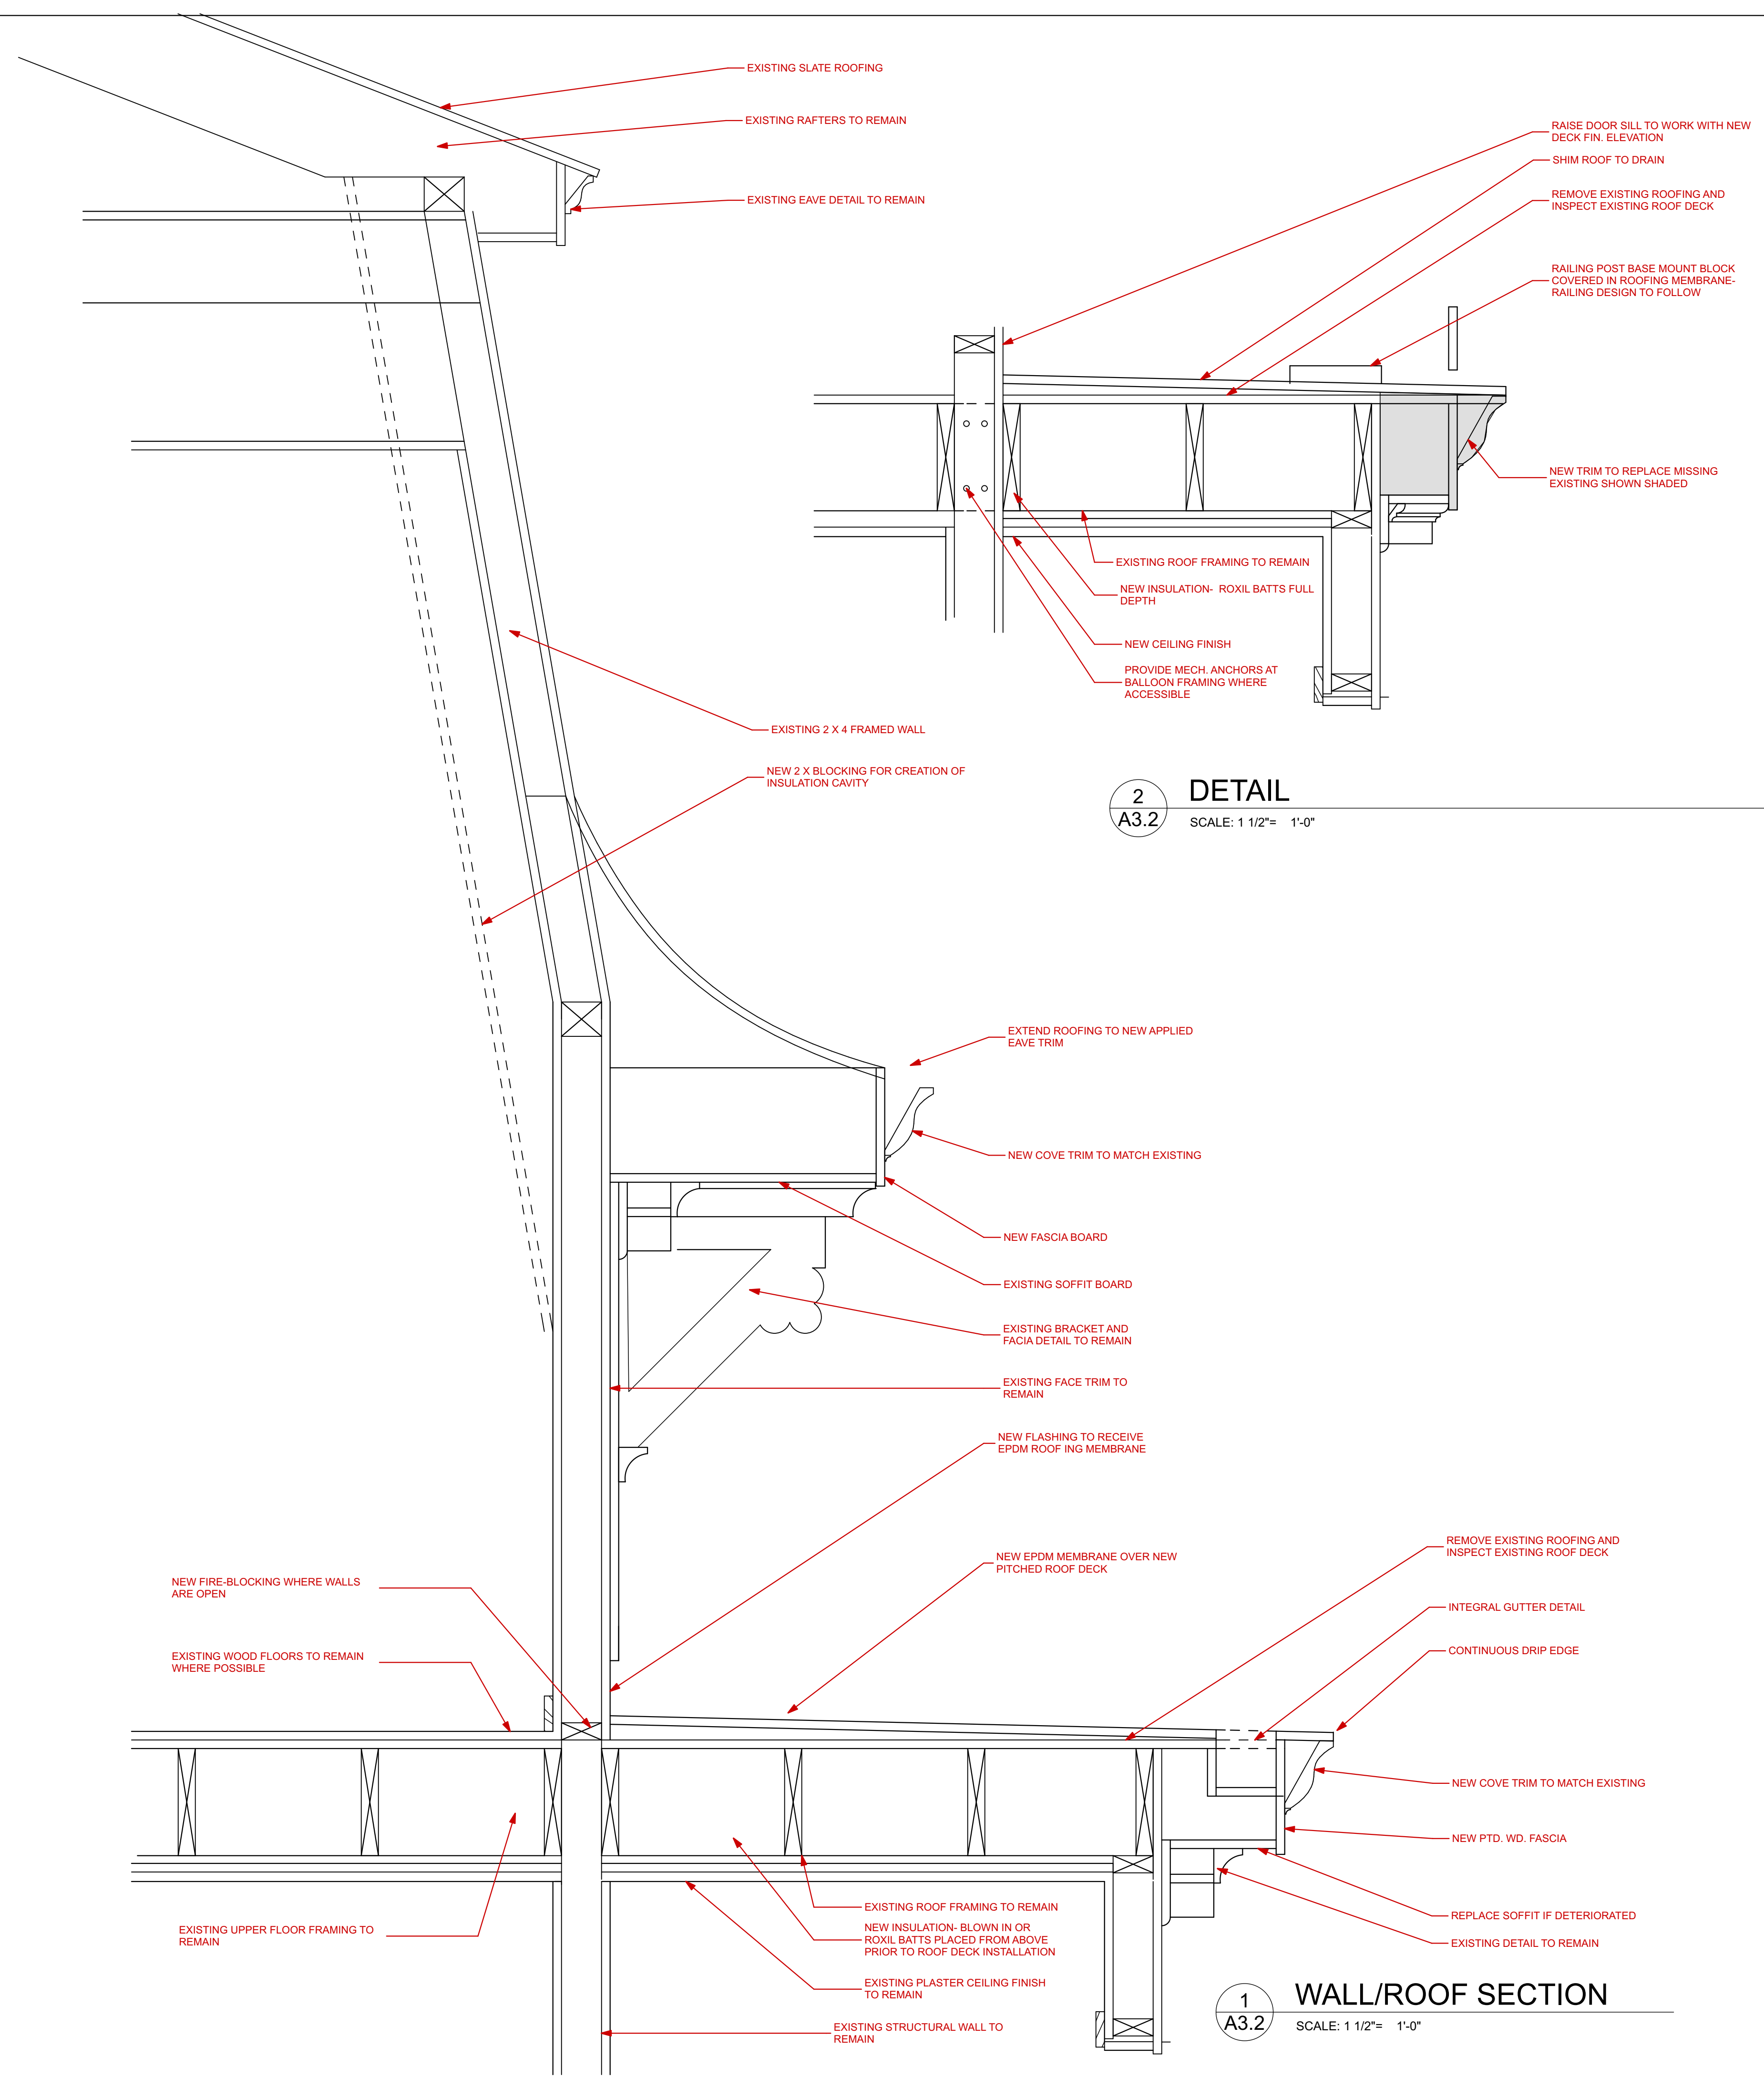 EXISTING SLATE ROOFING
EXISTING RAFTERS TO REMAIN
EXISTING EAVE DETAIL TO REMAIN
RAISE DOOR SILL TO WORK WITH NEW
DECK FIN. ELEVATION
SHIM ROOF TO DRAIN
REMOVE EXISTING ROOFING AND
INSPECT EXISTING ROOF DECK
RAILING POST BASE MOUNT BLOCK
COVERED IN ROOFING MEMBRANE-
RAILING DESIGN TO FOLLOW
NEW TRIM TO REPLACE MISSING
EXISTING SHOWN SHADED
EXISTING ROOF FRAMING TO REMAIN
NEW INSULATION- ROXIL BATTS FULL
DEPTH
NEW CEILING FINISH
PROVIDE MECH. ANCHORS AT
BALLOON FRAMING WHERE
ACCESSIBLE
EXISTING 2 X 4 FRAMED WALL
NEW 2 X BLOCKING FOR CREATION OF
INSULATION CAVITY
2
A3.2
DETAIL
SCALE: 1 1/2"= 1'-0"
EXTEND ROOFING TO NEW APPLIED
EAVE TRIM
NEW COVE TRIM TO MATCH EXISTING
NEW FASCIA BOARD
EXISTING SOFFIT BOARD
EXISTING BRACKET AND
FACIA DETAIL TO REMAIN
EXISTING FACE TRIM TO
REMAIN
NEW FLASHING TO RECEIVE
EPDM ROOF ING MEMBRANE
NEW EPDM MEMBRANE OVER NEW
PITCHED ROOF DECK
REMOVE EXISTING ROOFING AND
INSPECT EXISTING ROOF DECK
INTEGRAL GUTTER DETAIL
CONTINUOUS DRIP EDGE
NEW FIRE-BLOCKING WHERE WALLS
ARE OPEN
EXISTING WOOD FLOORS TO REMAIN
WHERE POSSIBLE
NEW COVE TRIM TO MATCH EXISTING
NEW PTD. WD. FASCIA
REPLACE SOFFIT IF DETERIORATED
EXISTING DETAIL TO REMAIN
EXISTING UPPER FLOOR FRAMING TO
REMAIN
EXISTING ROOF FRAMING TO REMAIN
NEW INSULATION- BLOWN IN OR
ROXIL BATTS PLACED FROM ABOVE
PRIOR TO ROOF DECK INSTALLATION
EXISTING PLASTER CEILING FINISH
TO REMAIN
EXISTING STRUCTURAL WALL TO
REMAIN
1
A3.2
WALL/ROOF SECTION
SCALE: 1 1/2"= 1'-0"